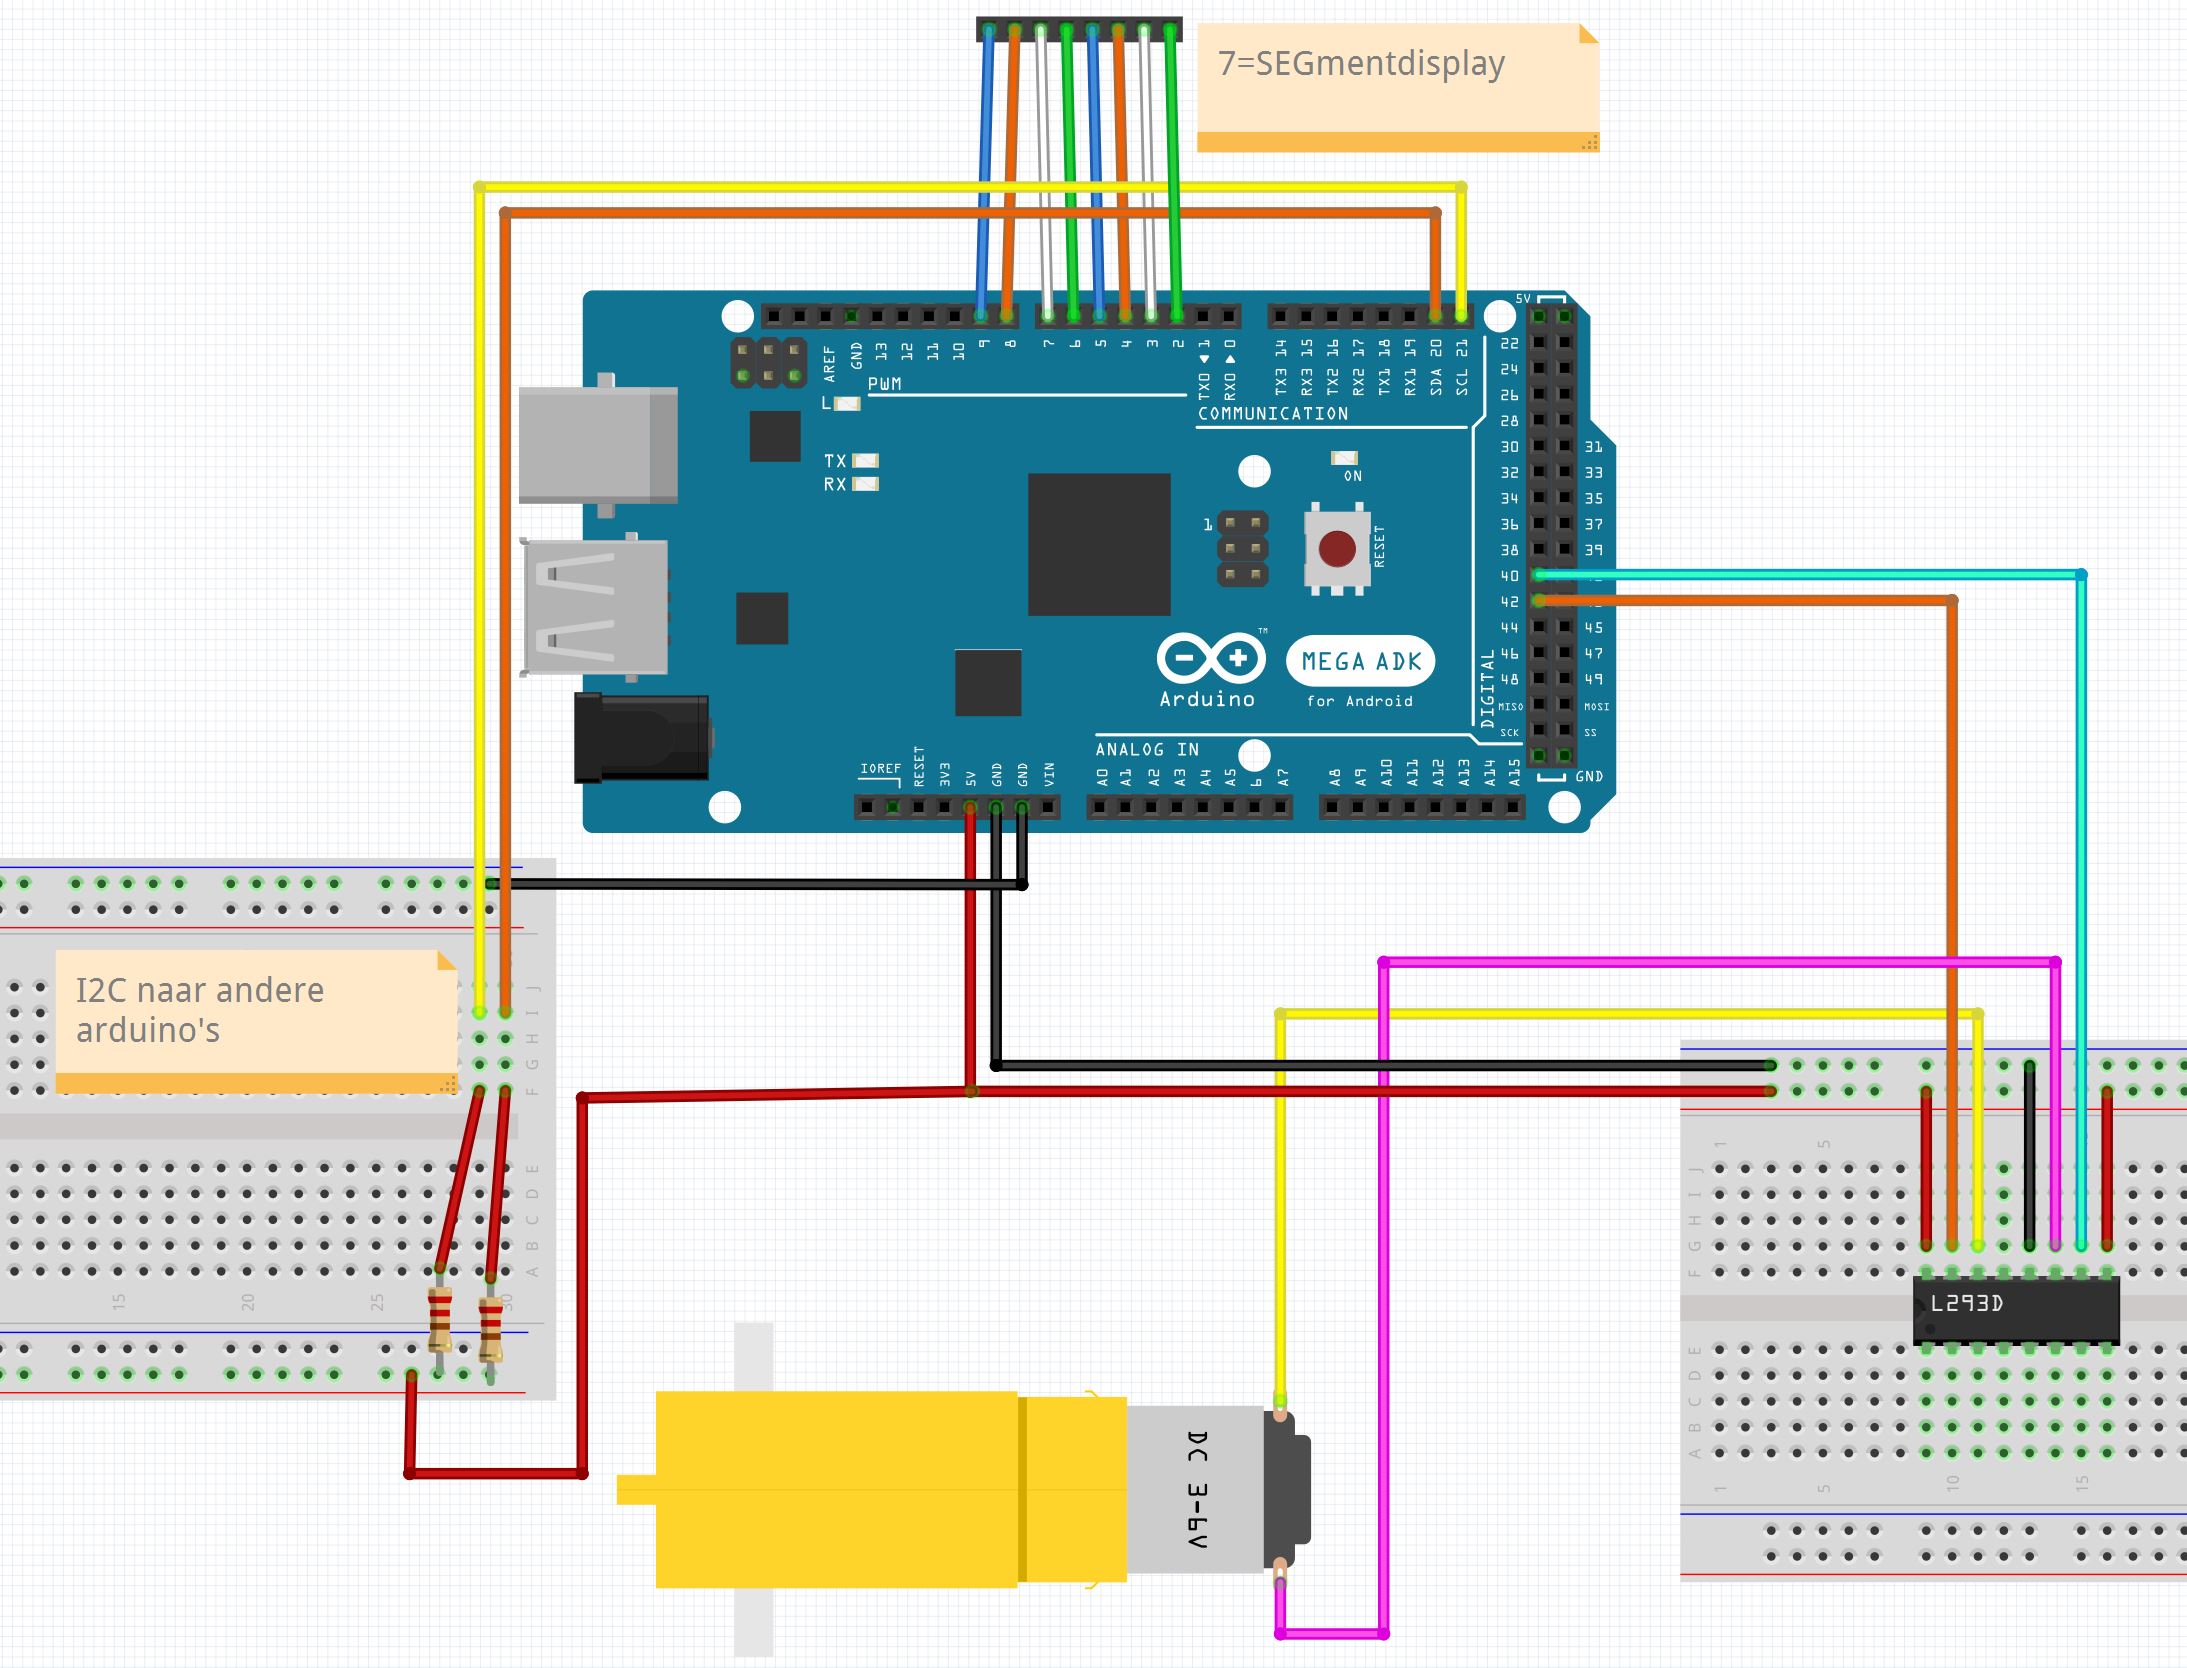 7=SEGmentdisplay
5V
AREF GND 13 12 11 10 9 8 7 6 5 4 3 2 TX0 1 RX0 0 TX3 14 RX3 15 TX2 16 RX2 17 TX1 18 RX1 19 SDA 20 SCL 21
22
24
26
28
30 31
32 33
34 35
36 37
38 39
40
42
44 45
46 47
48 49
MISO MOSI
SCK SS
GND
DIGITAL
PWM
L
COMMUNICATION
TX
RX
ON
1
RESET
TM
Arduino
MEGA ADK
for Android
ANALOG IN
IOREF RESET 3V3 5V GND GND VIN A0 A1 A2 A3 A4 A5 6 A7 A8 A9 A10 A11 A12 A13 A14 A15
I2C naar andere
arduino's
J
I
H
G
F
E
D
C
B
A
15 20 25 30
1 5
J
I
H
G
F
L293D
E
D
C
B
A
1 5 10 15
DC 3-6V